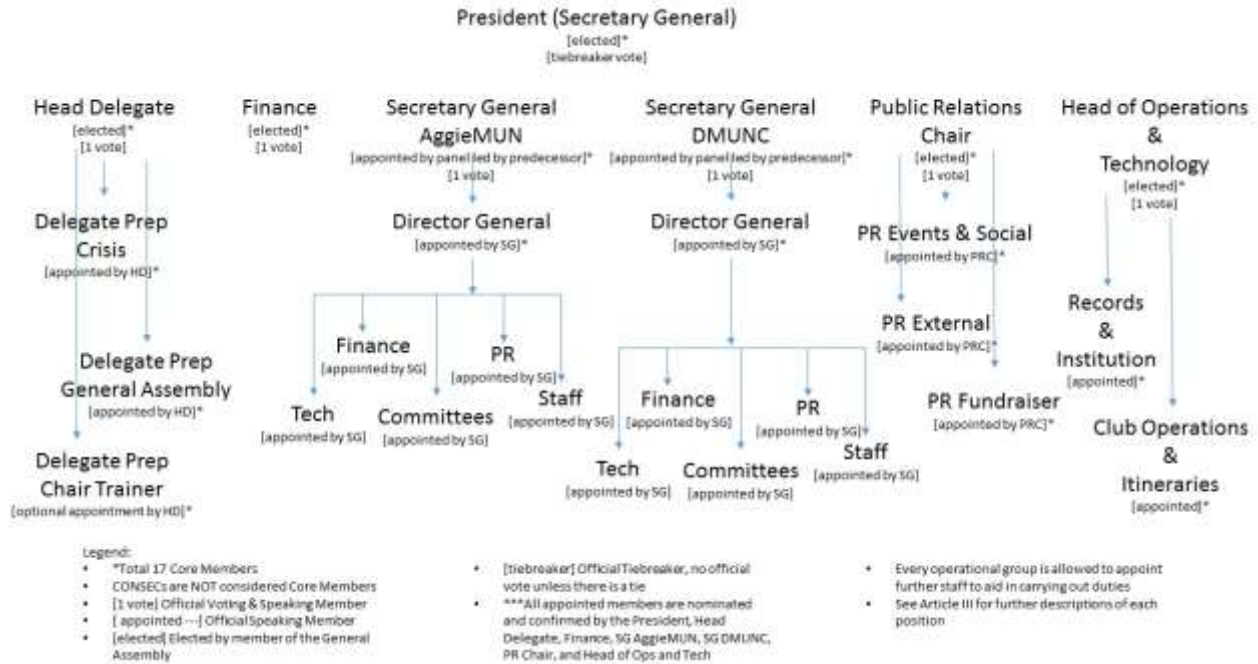 President (Secretary General)
[elected]*
[tiebreaker vote]
Head Delegate
[elected]*
[1 vote]
Finance
[elected]*
[1 vote]
Secretary General
AggieMUN
[appointed by panel led by predecessor]*
[1 vote]
Secretary General
DMUNC
[appointed by panel led by predecessor]*
[1 vote]
Public Relations
Chair
[elected]*
[1 vote]
Head of Operations
&
Technology
[elected]*
[1 vote]
Delegate Prep
Crisis
[appointed by HD]*
Director General
[appointed by SG]*
Director General
[appointed by SG]*
PR Events & Social
[appointed by PRC]*
Delegate Prep
General Assembly
[appointed by HD]*
Finance
[appointed by SG]
PR
[appointed by SG]
PR External
[appointed by PRC]*
Records
&
Institution
[appointed]*
Tech
[appointed by SG]
Committees
[appointed by SG]
Staff
[appointed by SG]
Finance
[appointed by SG]
PR
[appointed by SG]
PR Fundraiser
[appointed by PRC]*
Delegate Prep
Chair Trainer
[optional appointment by HD]*
Tech
[appointed by SG]
Committees
[appointed by SG]
Staff
[appointed by SG]
Club Operations
&
Itineraries
[appointed]*
Legend:
• *Total 17 Core Members
• CONSECs are NOT considered Core Members
• [1 vote] Official Voting & Speaking Member
• [ appointed ---] Official Speaking Member
• [elected] Elected by member of the General
Assembly
• [tiebreaker] Official Tiebreaker, no official
vote unless there is a tie
• ***All appointed members are nominated
and confirmed by the President, Head
Delegate, Finance, SG AggieMUN, SG DMUNC,
PR Chair, and Head of Ops and Tech
• Every operational group is allowed to appoint
further staff to aid in carrying out duties
• See Article III for further descriptions of each
position